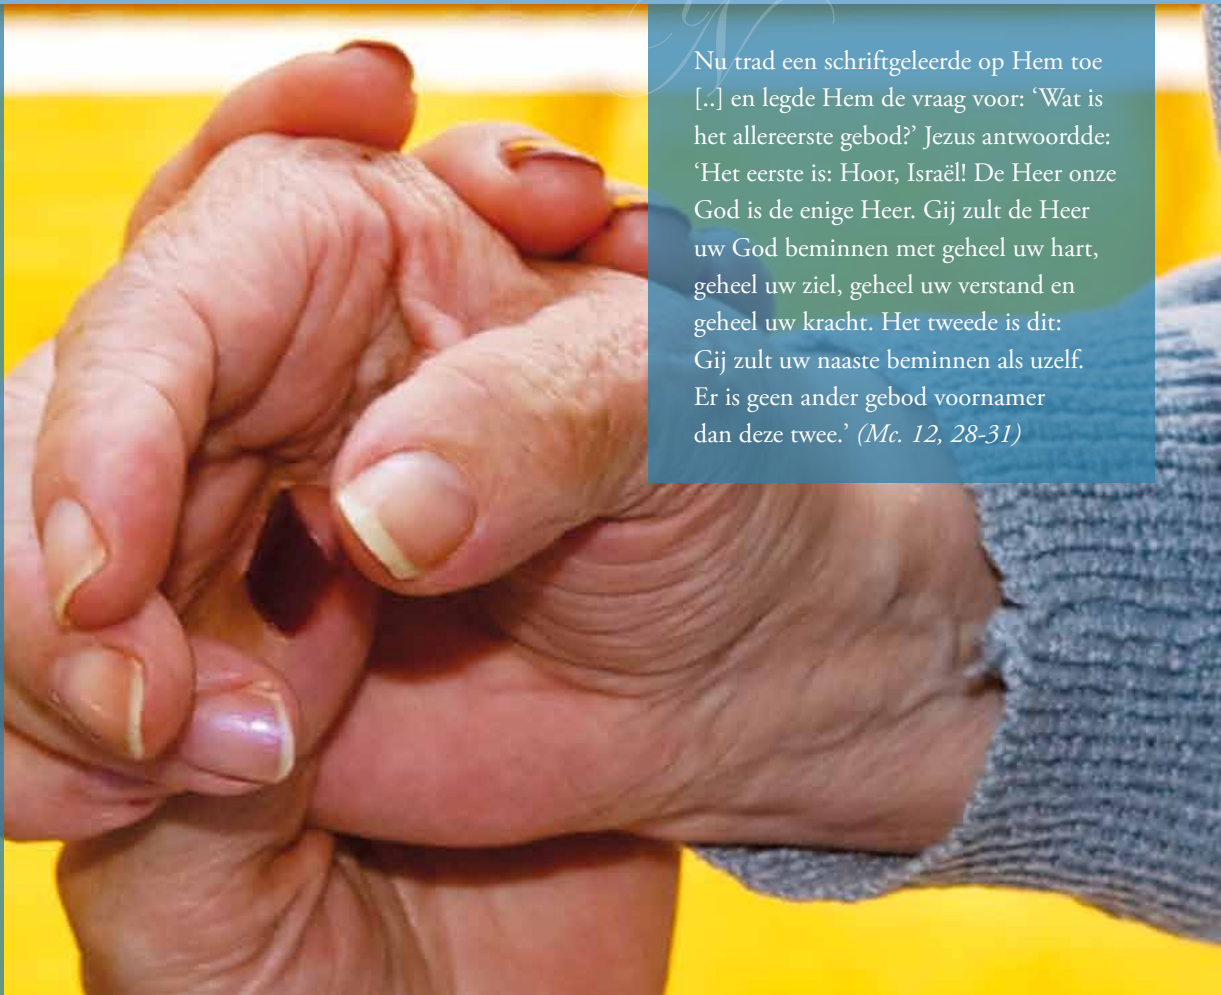 Nu trad een schriftgeleerde op Hem toe
[..] en legde Hem de vraag voor: ‘Wat is
het allereerste gebod?’ Jezus antwoordde:
‘Het eerste is: Hoor, Israël! De Heer onze
God is de enige Heer. Gij zult de Heer
uw God beminnen met geheel uw hart,
geheel uw ziel, geheel uw verstand en
geheel uw kracht. Het tweede is dit:
Gij zult uw naaste beminnen als uzelf.
Er is geen ander gebod voornamer
dan deze twee.’ (Mc. 12, 28-31)